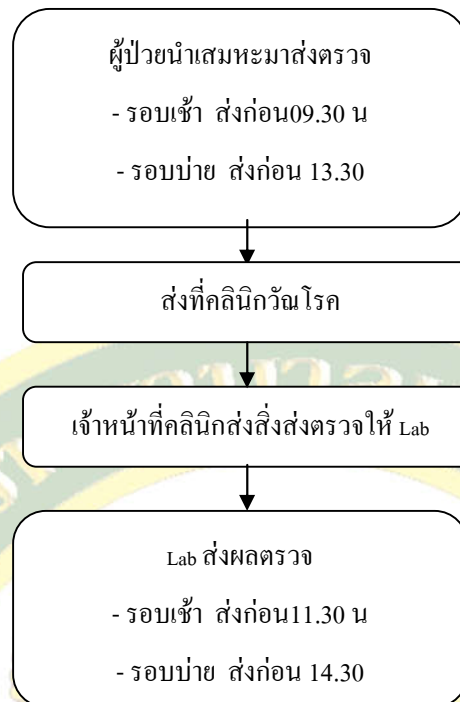 ผู้ป่วยนำเสมหะมาส่งตรวจ
- รอบเช้า ส่งก่อน09.30 น
- รอบบ่าย ส่งก่อน 13.30
ส่งที่คลินิกวัณโรค
เจ้าหน้าที่คลินิกส่งสิ่งส่งตรวจให้ Lab
Lab ส่งผลตรวจ
- รอบเช้า ส่งก่อน11.30 น
- รอบบ่าย ส่งก่อน 14.30